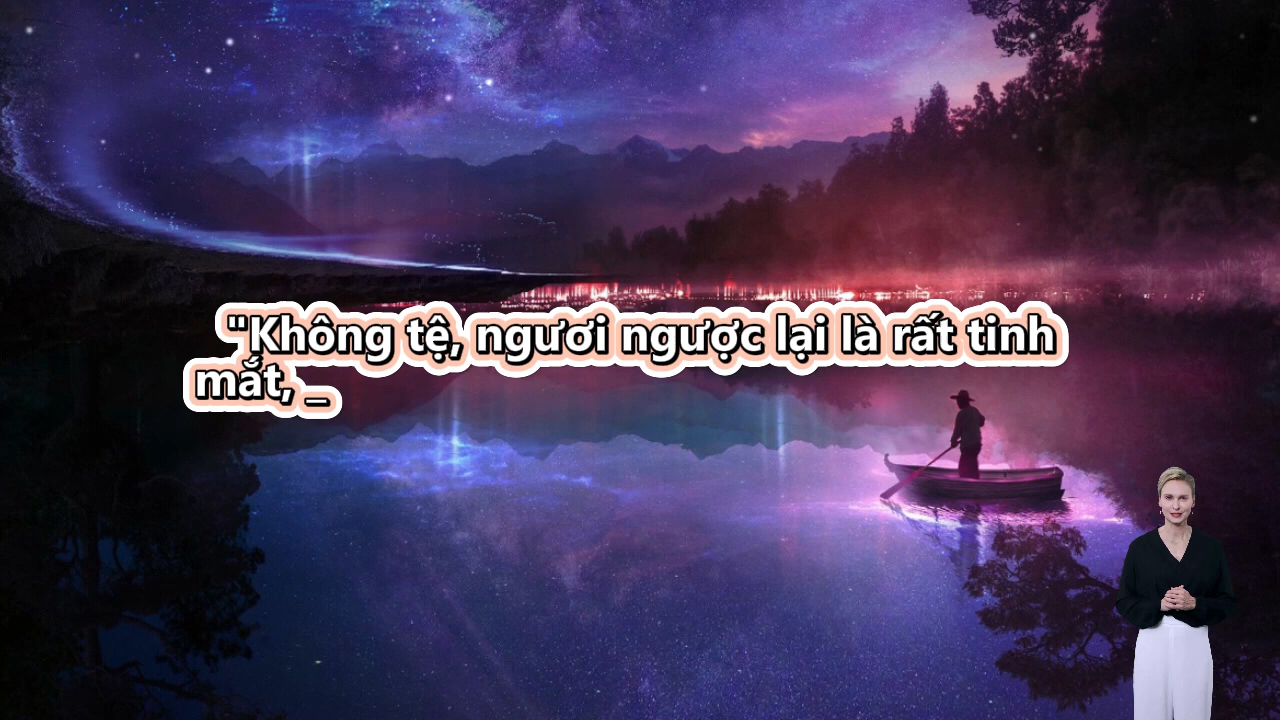 "Không tệ, ngươi ngược lại là rất tinh
mắt, _